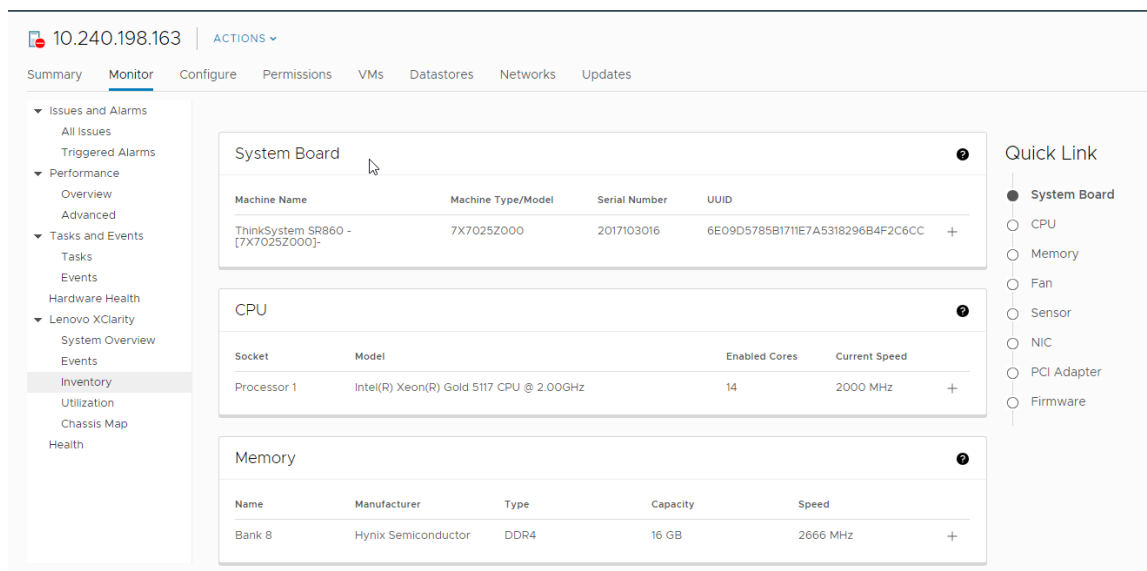 10.240.198.163 ACTIONS
Summary Monitor Configure Permissions VMs Datastores Networks Updates
Issues and Alarms
All Issues
Triggered Alarms
Performance
Overview
Advanced
Tasks and Events
Tasks
Events
Hardware Health
Lenovo XClarity
System Overview
Events
Inventory
Utilization
Chassis Map
Health
System Board ?
Machine Name Machine Type/Model Serial Number UUID
ThinkSystem SR860 - 7X7025Z000 2017103016 6E09D5785B1711E7A5318296B4F2C6CC +
[7X7025Z000]-
CPU ?
Socket Model Enabled Cores Current Speed
Processor 1 Intel(R) Xeon(R) Gold 5117 CPU @ 2.00GHz 14 2000 MHz +
Memory ?
Name Manufacturer Type Capacity Speed
Bank 8 Hynix Semiconductor DDR4 16 GB 2666 MHz +
Quick Link
System Board
CPU
Memory
Fan
Sensor
NIC
PCI Adapter
Firmware